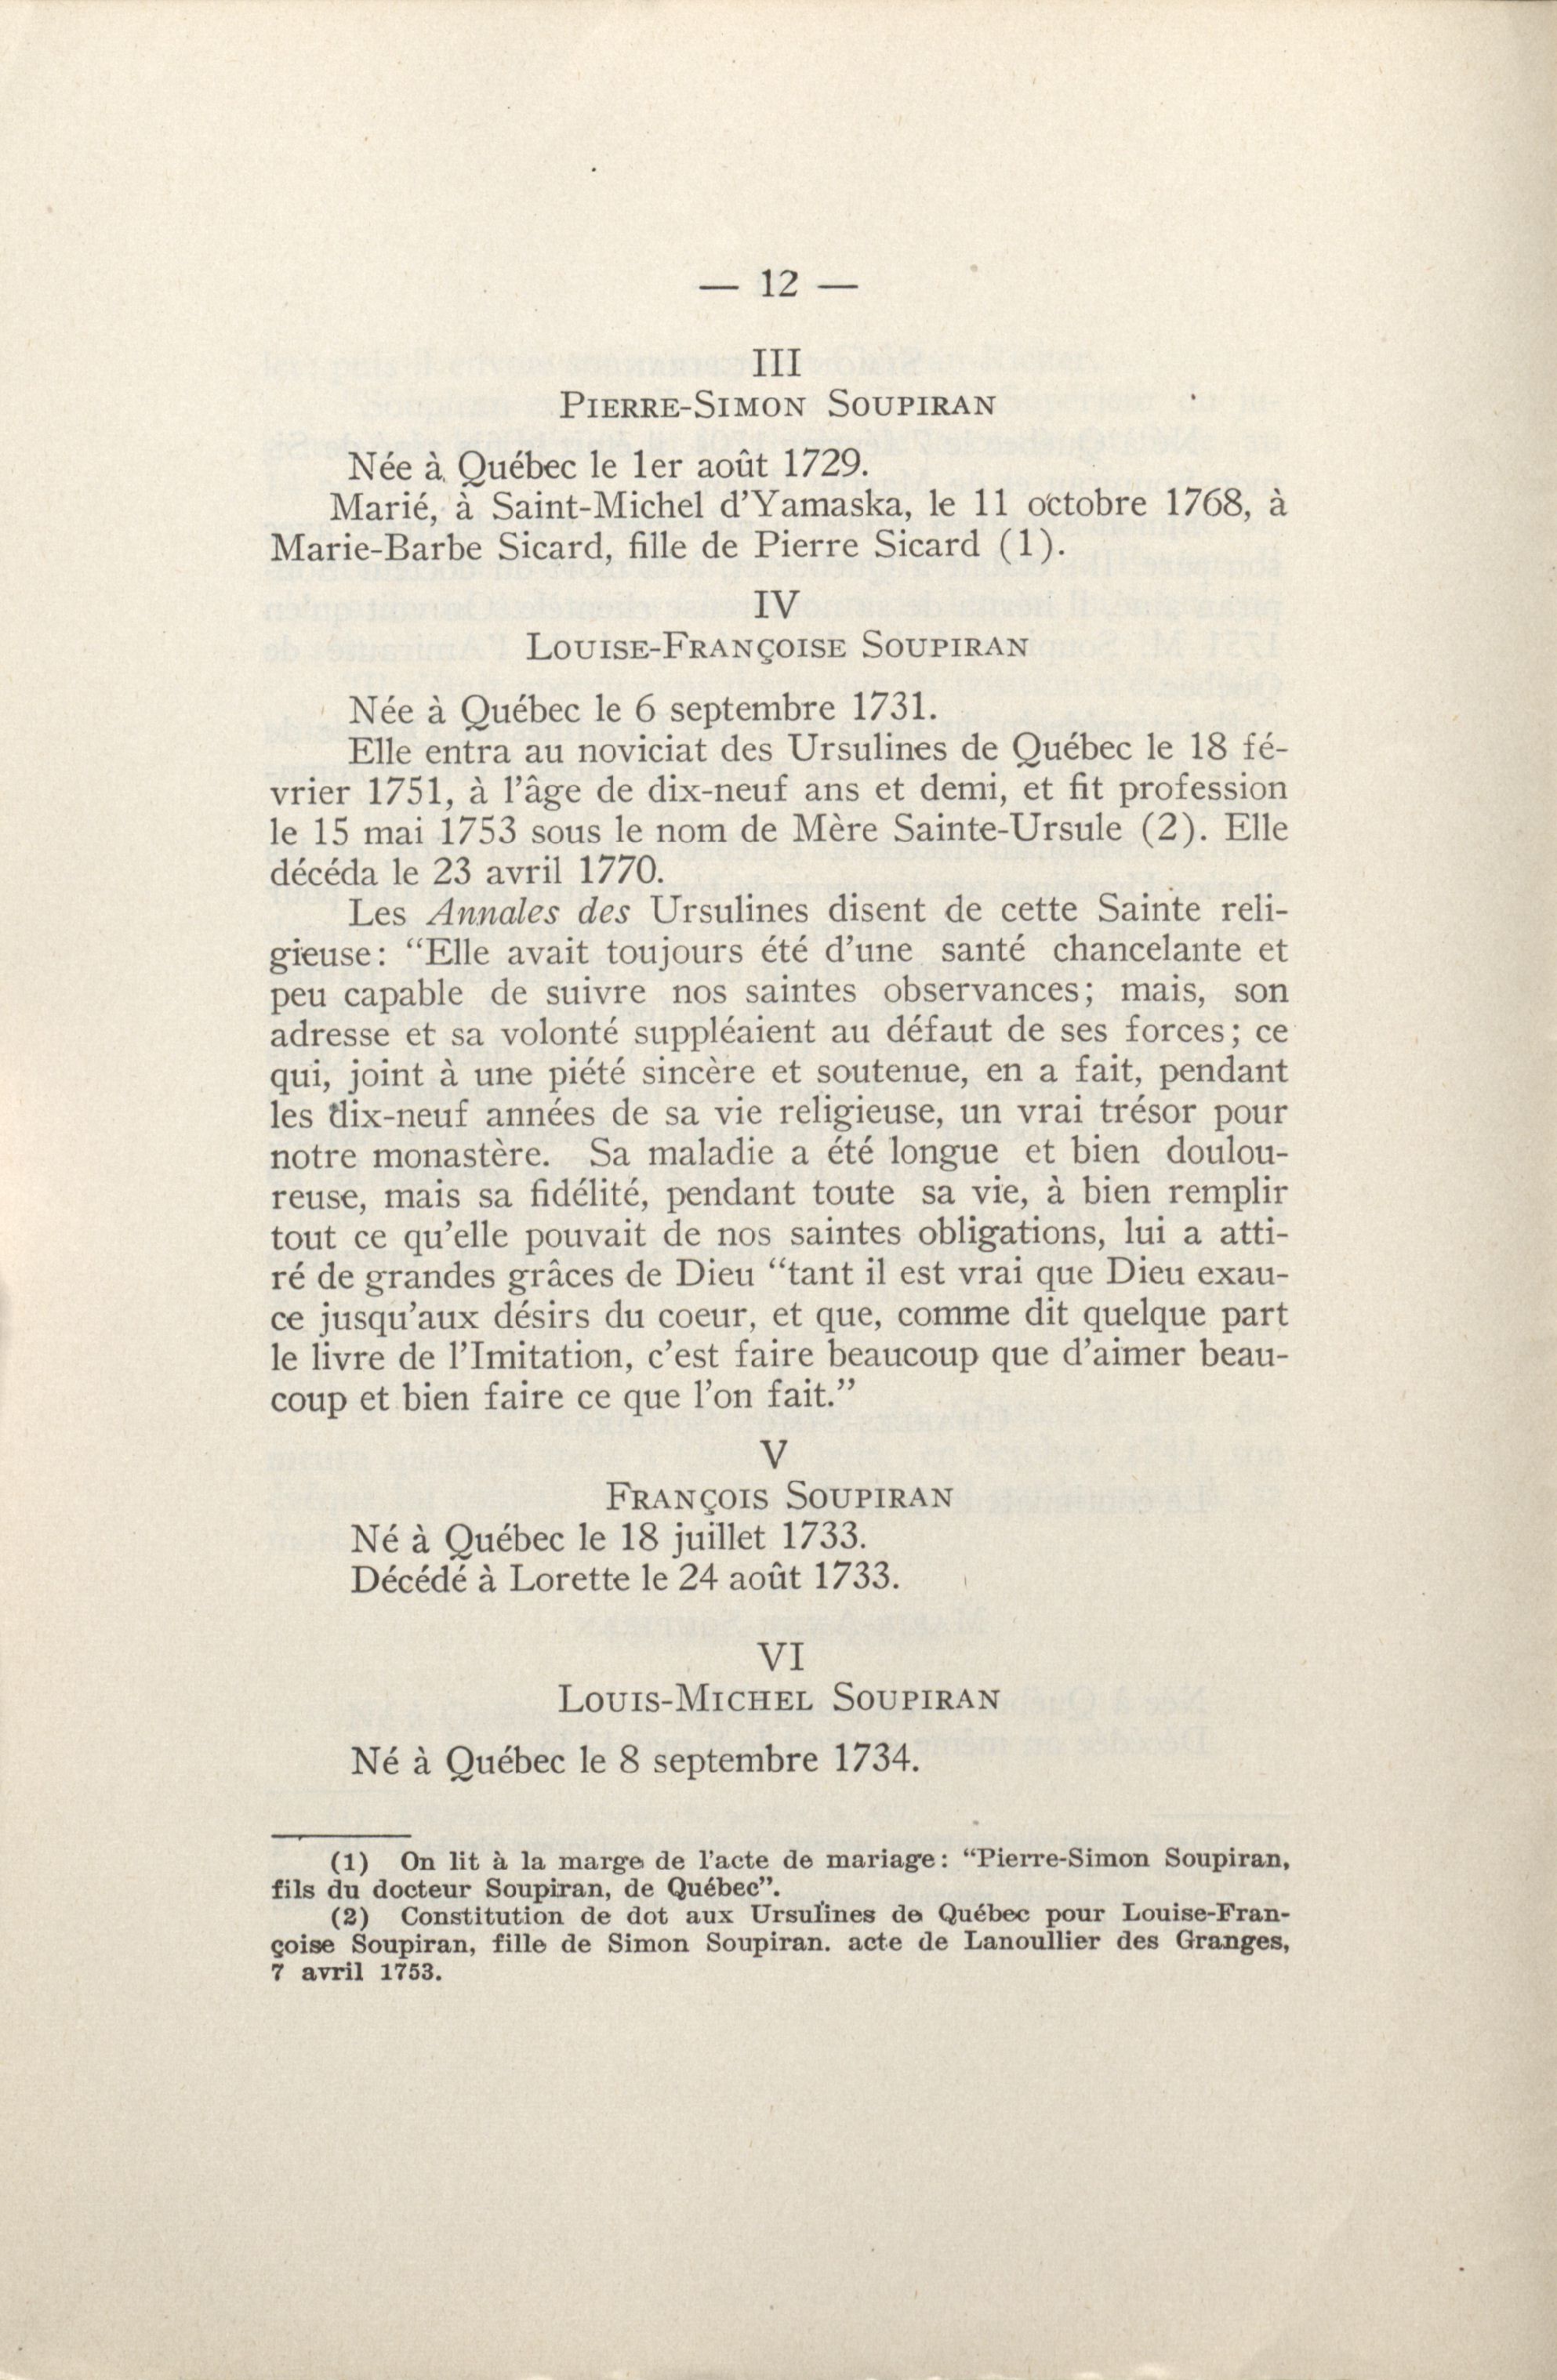 — 12 —
III
PIERRE-SIMON SOUPIRAN
Née à Québec le 1er août 1729.
Marié, à Saint-Michel d'Yamaska, le 11 octobre 1768, à
Marie-Barbe Sicard, fille de Pierre Sicard (1).
IV
LOUISE-FRANÇOISE SOUPIRAN
Née à Québec le 6 septembre 1731.
Elle entra au noviciat des Ursulines de Québec le 18 fé-
vrier 1751, à l'âge de dix-neuf ans et demi, et fit profession
le 15 mai 1753 sous le nom de Mère Sainte-Ursule (2). Elle
décéda le 23 avril 1770.
Les Annales des Ursulines disent de cette Sainte reli-
gieuse: “Elle avait toujours été d'une santé chancelante et
peu capable de suivre nos saintes observances; mais, son
adresse et sa volonté suppléaient au défaut de ses forces; ce
qui, joint à une piété sincère et soutenue, en a fait, pendant
les dix-neuf années de sa vie religieuse, un vrai trésor pour
notre monastère. Sa maladie a été longue et bien doulou-
reuse, mais sa fidélité, pendant toute sa vie, à bien remplir
tout ce qu'elle pouvait de nos saintes obligations, lui a atti-
ré de grandes grâces de Dieu “tant il est vrai que Dieu exau-
ce jusqu'aux désirs du coeur, et que, comme dit quelque part
le livre de l'Imitation, c'est faire beaucoup que d'aimer beau-
coup et bien faire ce que l'on fait.”
V
FRANÇOIS SOUPIRAN
Né à Québec le 18 juillet 1733.
Décédé à Lorette le 24 août 1733.
VI
LOUIS-MICHEL SOUPIRAN
Né à Québec le 8 septembre 1734.
(1) On lit à la marge de l'acte de mariage: “Pierre-Simon Soupiran,
fils du docteur Soupiran, de Québec”.
(2) Constitution de dot aux Ursulines de Québec pour Louise-Fran-
çoise Soupiran, fille de Simon Soupiran. acte de Lanoullier des Granges,
7 avril 1753.